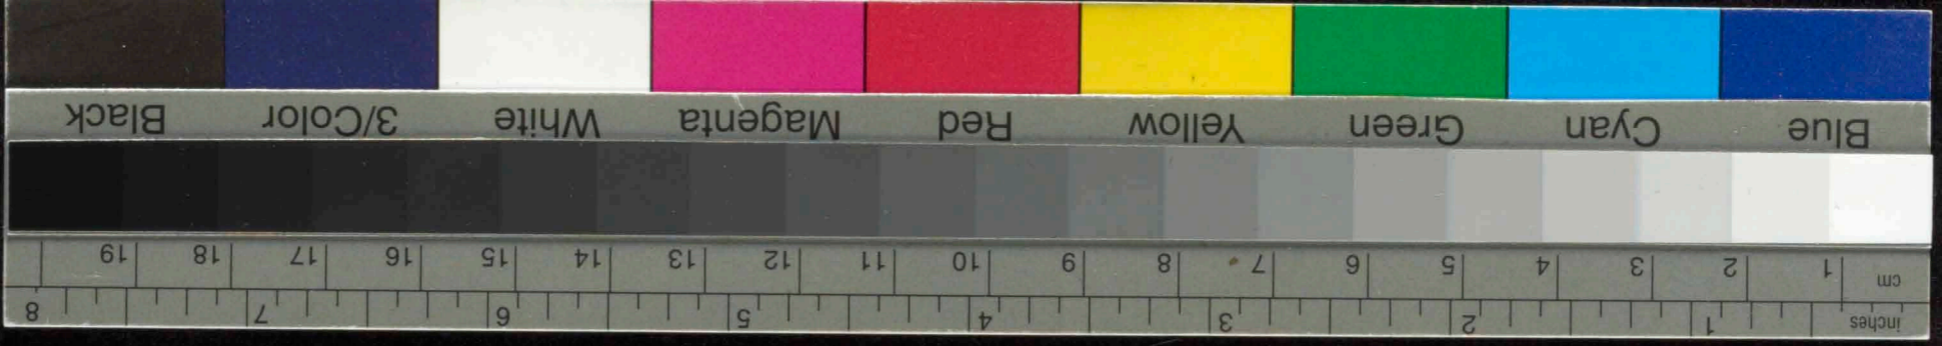 inches 1 2 3 4 5 6 7 8
cm 1 2 3 4 5 6 7 8 9 10 11 12 13 14 15 16 17 18 19
Blue Cyan Green Yellow Red Magenta White 3/Color Black